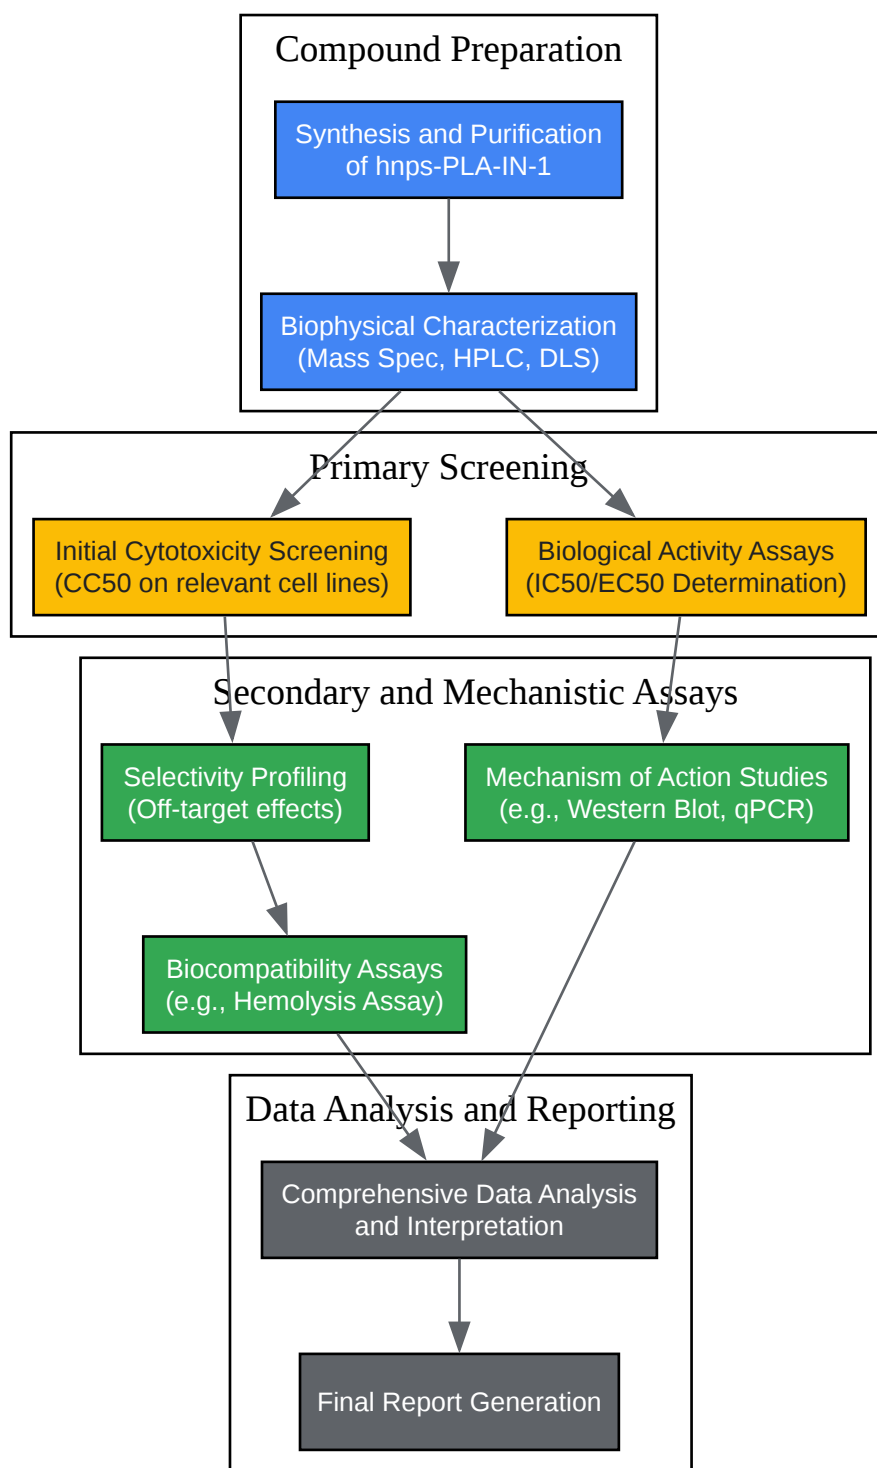 Compound Preparation
Synthesis and Purification
of hnps-PLA-IN-1
Biophysical Characterization
(Mass Spec, HPLC, DLS)
Primary Screening
Initial Cytotoxicity Screening
(CC50 on relevant cell lines)
Biological Activity Assays
(IC50/EC50 Determination)
Secondary and Mechanistic Assays
Selectivity Profiling
(Off-target effects)
Mechanism of Action Studies
(e.g., Western Blot, qPCR)
Biocompatibility Assays
(e.g., Hemolysis Assay)
Data Analysis and Reporting
Comprehensive Data Analysis
and Interpretation
Final Report Generation